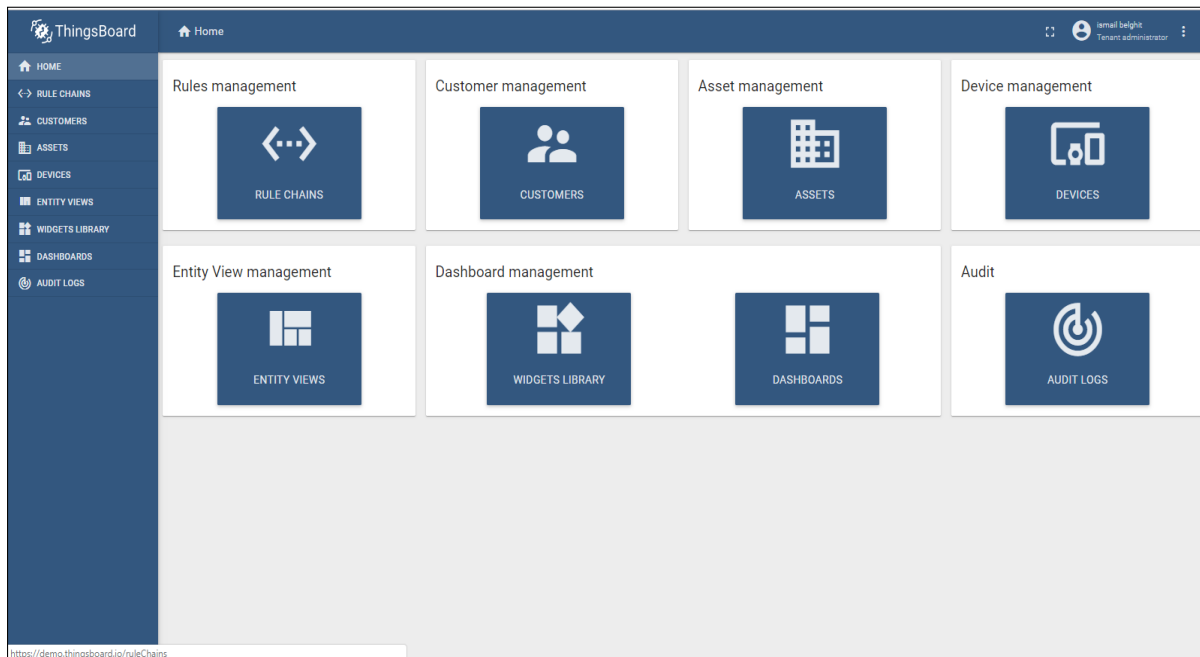 ThingsBoard
Home
ismail belghit
Tenant administrator
HOME
RULE CHAINS
CUSTOMERS
ASSETS
DEVICES
ENTITY VIEWS
WIDGETS LIBRARY
DASHBOARDS
AUDIT LOGS
Rules management
RULE CHAINS
Customer management
CUSTOMERS
Asset management
ASSETS
Device management
DEVICES
Entity View management
ENTITY VIEWS
Dashboard management
WIDGETS LIBRARY
DASHBOARDS
Audit
AUDIT LOGS
https://demo.thingsboard.io/ruleChains